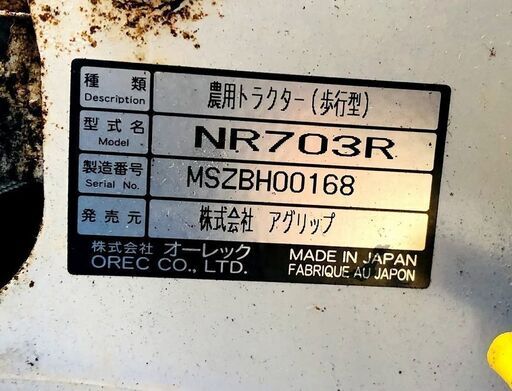 種類 農用トラクター(歩行型)
Description
型式名 NR703R
Model
製造番号 MSZBH00168
Serial No.
発売元 株式会社 アグリップ
株式会社 オーレック MADE IN JAPAN
OREC CO., LTD. FABRIQUE AU JAPON